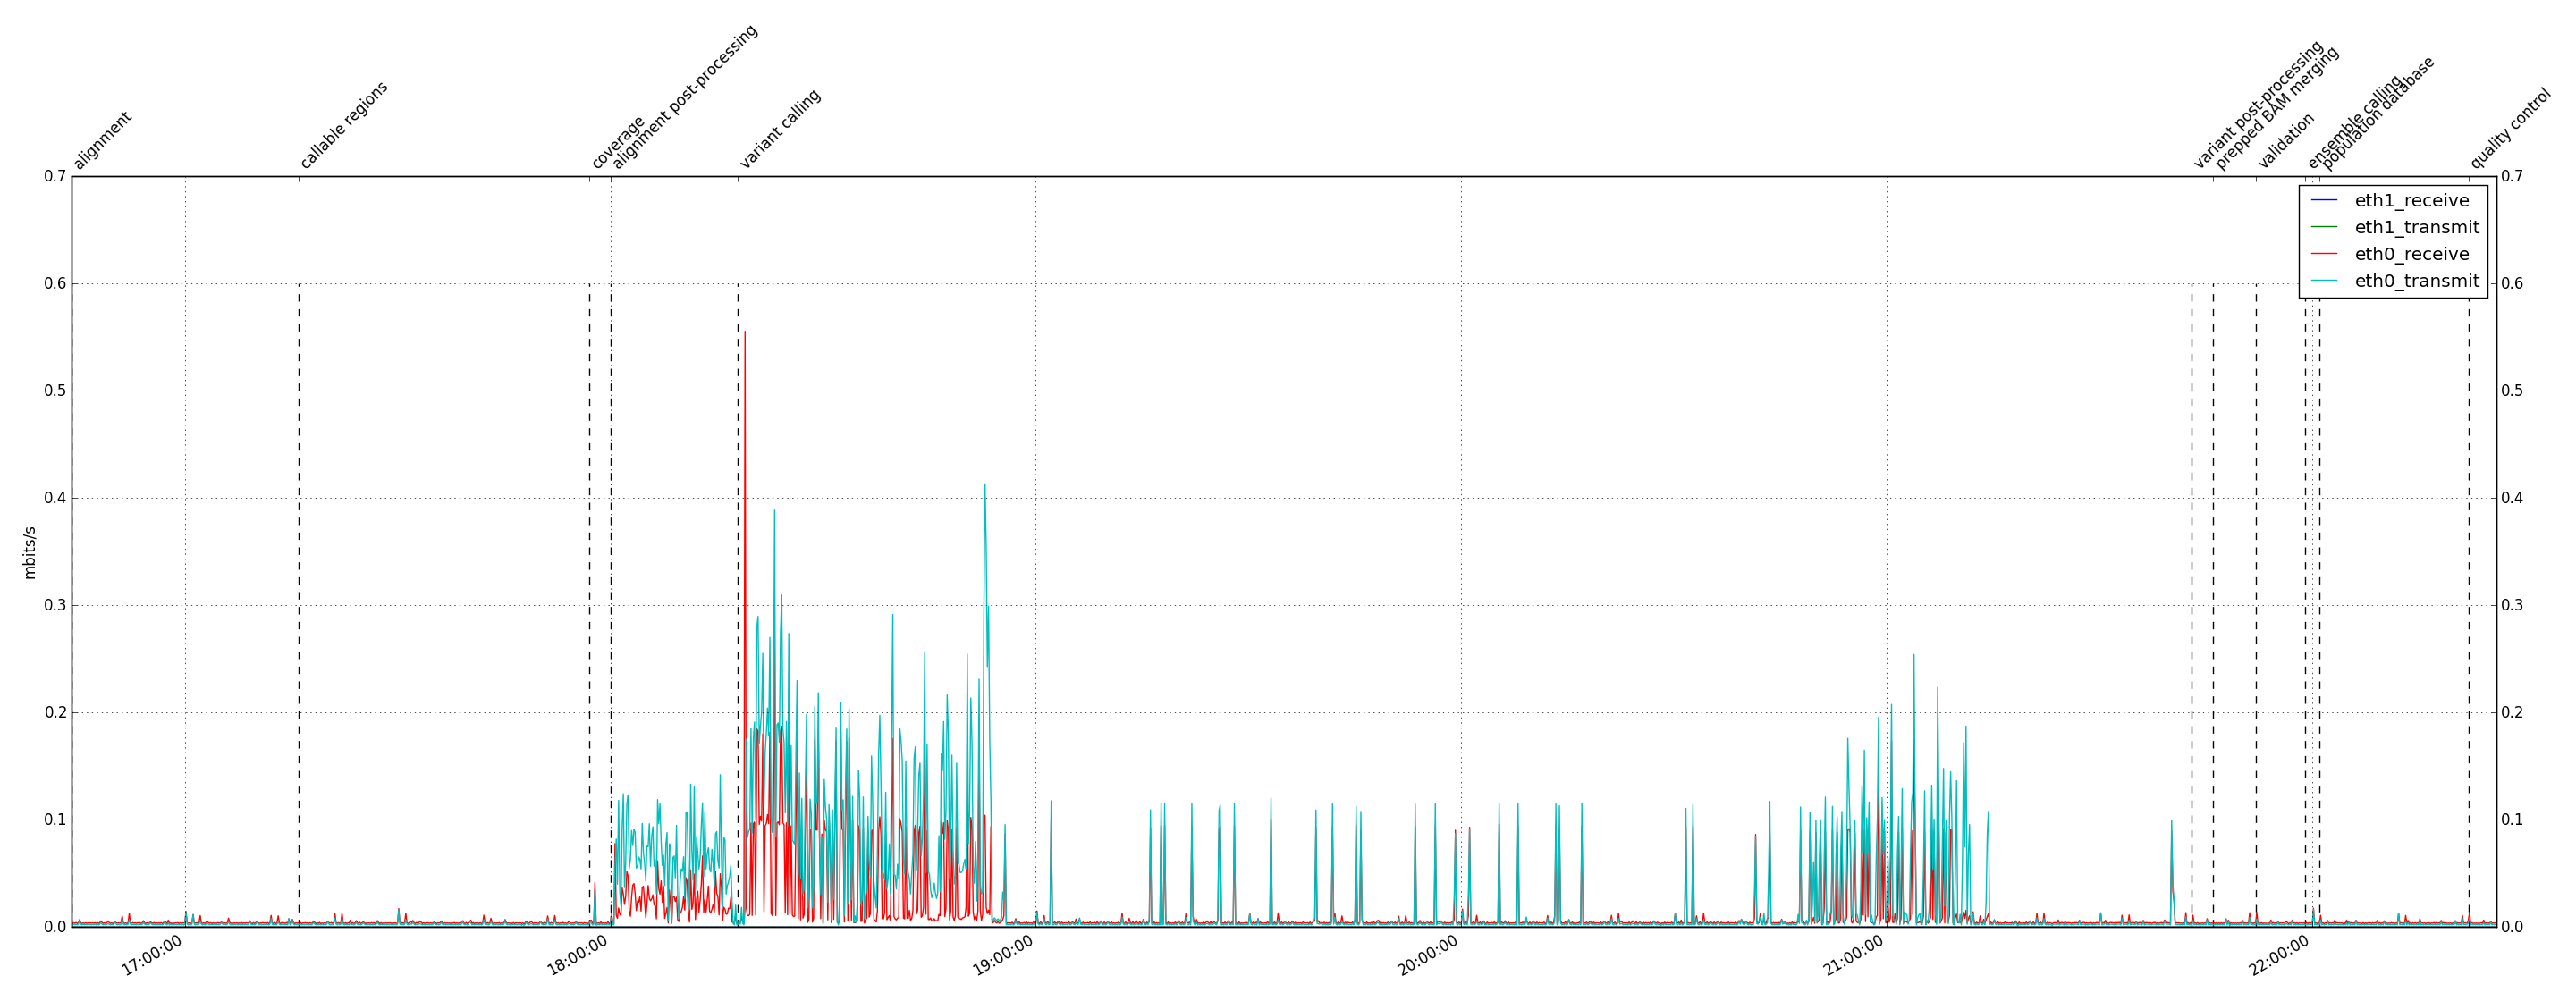 alignment
callable regions
coverage
alignment post-processing
variant calling
variant post-processing
prepped BAM merging
validation
ensemble calling
population database
quality control
0.7
0.6
0.5
0.4
0.3
0.2
0.1
0.0
mbits/s
0.7
0.6
0.5
0.4
0.3
0.2
0.1
0.0
eth1_receive
eth1_transmit
eth0_receive
eth0_transmit
17:00:00
18:00:00
19:00:00
20:00:00
21:00:00
22:00:00